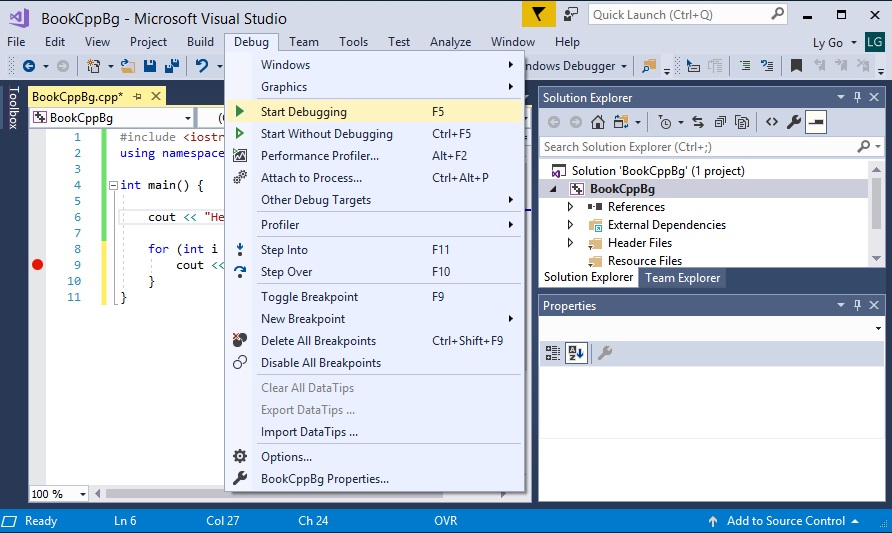 BookCppBg - Microsoft Visual Studio
Quick Launch (Ctrl+Q)
File Edit View Project Build Debug Team Tools Test Analyze Window Help
Ly Go LG
Windows Debugger
Toolbox
BookCppBg.cpp*
BookCppBg
1 #include <iostr
2 using namespace
3
4 int main() {
5
6 cout << "He
7
8 for (int i
9 cout <<
10 }
11 }
Windows
Graphics
Start Debugging F5
Start Without Debugging Ctrl+F5
Performance Profiler... Alt+F2
Attach to Process... Ctrl+Alt+P
Other Debug Targets
Profiler
Step Into F11
Step Over F10
Toggle Breakpoint F9
New Breakpoint
Delete All Breakpoints Ctrl+Shift+F9
Disable All Breakpoints
Clear All DataTips
Export DataTips ...
Import DataTips ...
Options...
BookCppBg Properties...
Solution Explorer
Search Solution Explorer (Ctrl+;)
Solution 'BookCppBg' (1 project)
BookCppBg
References
External Dependencies
Header Files
Resource Files
Solution Explorer Team Explorer
Properties
100 %
Ready Ln 6 Col 27 Ch 24 OVR Add to Source Control